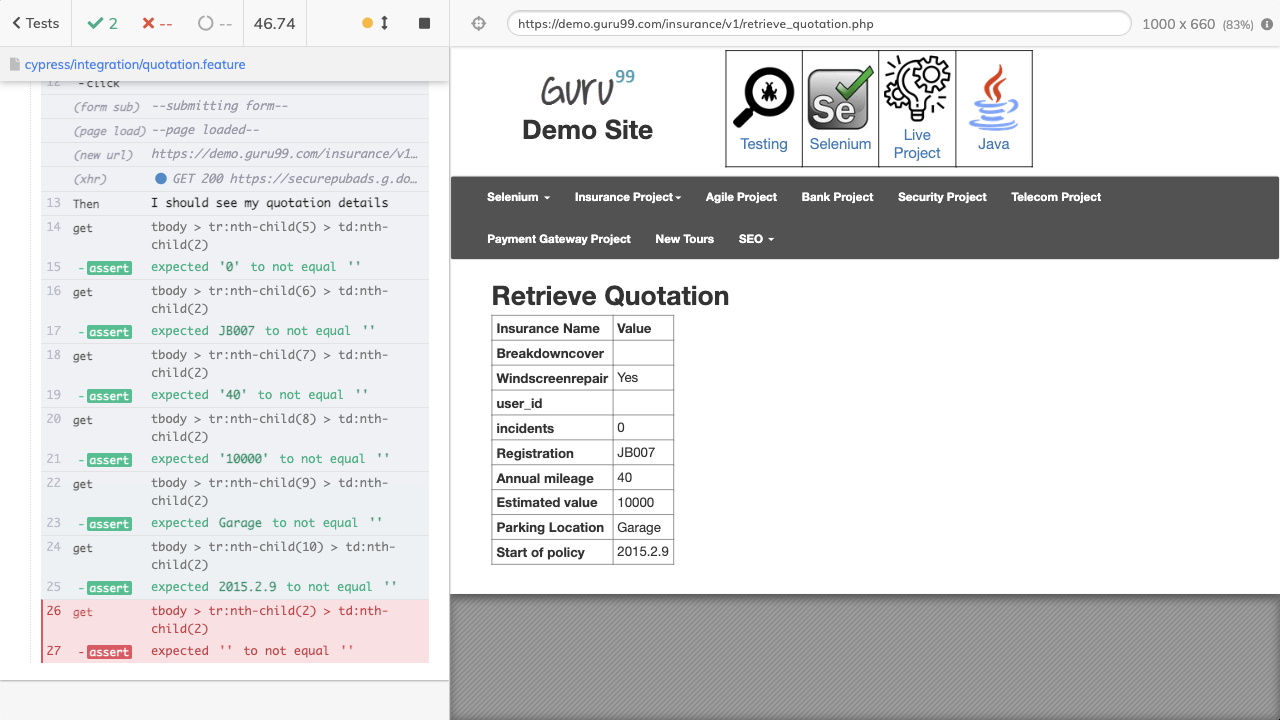 Tests
2
--
--
46.74
https://demo.guru99.com/insurance/v1/retrieve_quotation.php
1000 x 660 (83%)
cypress/integration/quotation.feature
12 -click
(form sub) --submitting form--
(page load) --page loaded--
(new url) https://demo.guru99.com/insurance/v1…
(xhr) GET 200 https://securepubads.g.do…
13 Then I should see my quotation details
14 get tbody > tr:nth-child(5) > td:nth-
child(2)
15 -assert expected '0' to not equal ''
16 get tbody > tr:nth-child(6) > td:nth-
child(2)
17 -assert expected JB007 to not equal ''
18 get tbody > tr:nth-child(7) > td:nth-
child(2)
19 -assert expected '40' to not equal ''
20 get tbody > tr:nth-child(8) > td:nth-
child(2)
21 -assert expected '10000' to not equal ''
22 get tbody > tr:nth-child(9) > td:nth-
child(2)
23 -assert expected Garage to not equal ''
24 get tbody > tr:nth-child(10) > td:nth-
child(2)
25 -assert expected 2015.2.9 to not equal ''
26 get tbody > tr:nth-child(2) > td:nth-
child(2)
27 -assert expected '' to not equal ''
Guru99
Demo Site
Testing
Se
Selenium
Live
Project
Java
Selenium Insurance Project Agile Project Bank Project Security Project Telecom Project
Payment Gateway Project New Tours SEO
Retrieve Quotation
Insurance Name Value
Breakdowncover
Windscreenrepair Yes
user_id
incidents 0
Registration JB007
Annual mileage 40
Estimated value 10000
Parking Location Garage
Start of policy 2015.2.9